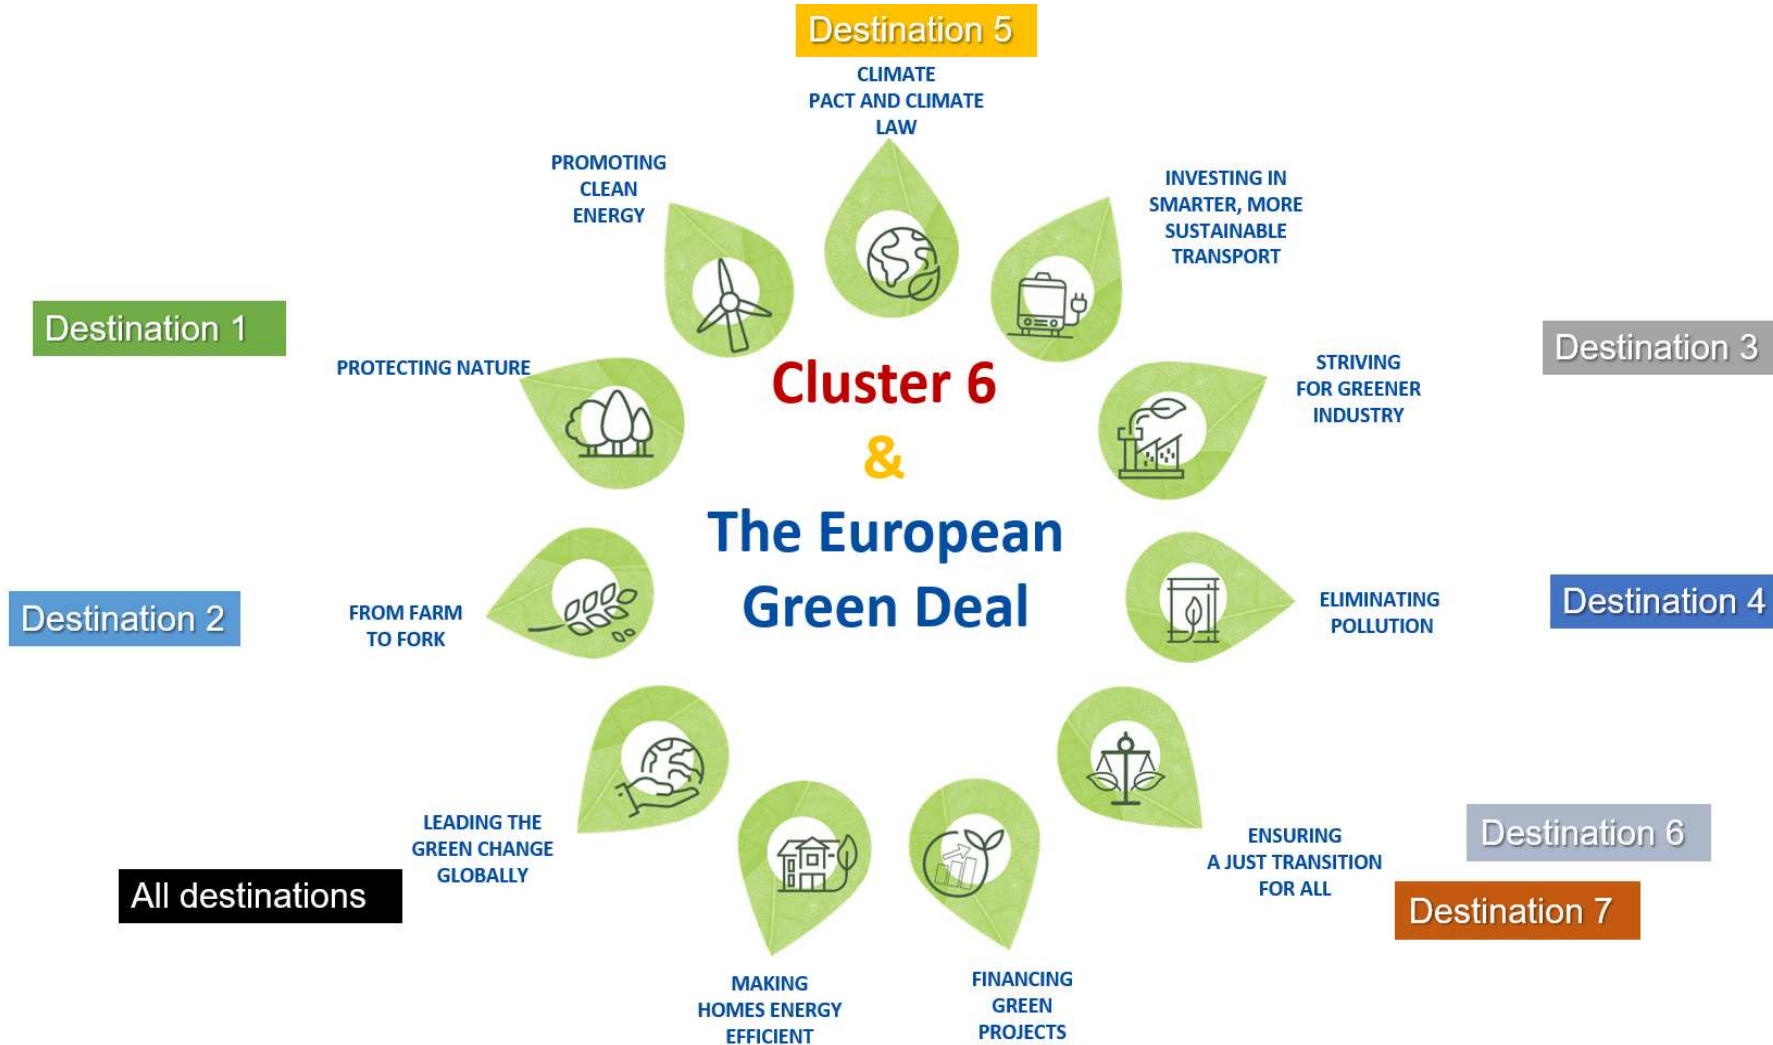 Destination 5
CLIMATE
PACT AND CLIMATE
LAW
PROMOTING
CLEAN
ENERGY
INVESTING IN
SMARTER, MORE
SUSTAINABLE
TRANSPORT
Destination 1
PROTECTING NATURE
Cluster 6
&
The European
Green Deal
STRIVING
FOR GREENER
INDUSTRY
Destination 3
Destination 2
FROM FARM
TO FORK
ELIMINATING
POLLUTION
Destination 4
LEADING THE
GREEN CHANGE
GLOBALLY
All destinations
ENSURING
A JUST TRANSITION
FOR ALL
Destination 6
Destination 7
MAKING
HOMES ENERGY
EFFICIENT
FINANCING
GREEN
PROJECTS